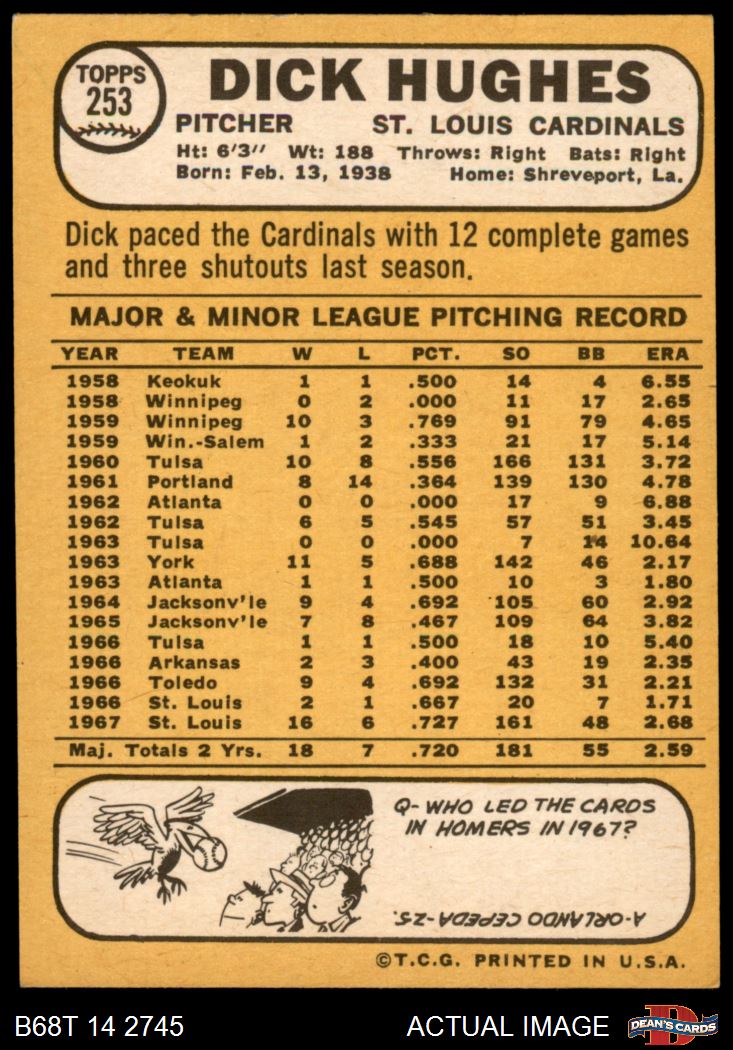 TOPPS
253
DICK HUGHES
PITCHER ST. LOUIS CARDINALS
Ht: 6'3" Wt: 188 Throws: Right Bats: Right
Born: Feb. 13, 1938 Home: Shreveport, La.
Dick paced the Cardinals with 12 complete games
and three shutouts last season.
MAJOR & MINOR LEAGUE PITCHING RECORD
YEAR TEAM W L PCT. SO BB ERA
1958 Keokuk 1 1 .500 14 4 6.55
1958 Winnipeg 0 2 .000 11 17 2.65
1959 Winnipeg 10 3 .769 91 79 4.65
1959 Win.-Salem 1 2 .333 21 17 5.14
1960 Tulsa 10 8 .556 166 131 3.72
1961 Portland 8 14 .364 139 130 4.78
1962 Atlanta 0 0 .000 17 9 6.88
1962 Tulsa 6 5 .545 57 51 3.45
1963 Tulsa 0 0 .000 7 14 10.64
1963 York 11 5 .688 142 46 2.17
1963 Atlanta 1 1 .500 10 3 1.80
1964 Jacksonv'le 9 4 .692 105 60 2.92
1965 Jacksonv'le 7 8 .467 109 64 3.82
1966 Tulsa 1 1 .500 18 10 5.40
1966 Arkansas 2 3 .400 43 19 2.35
1966 Toledo 9 4 .692 132 31 2.21
1966 St. Louis 2 1 .667 20 7 1.71
1967 St. Louis 16 6 .727 161 48 2.68
Maj. Totals 2 Yrs. 18 7 .720 181 55 2.59
Q-WHO LED THE CARDS
IN HOMERS IN 1967?
A-ORLANDO CEPEDA-25.
©T.C.G. PRINTED IN U.S.A.
B68T 14 2745 ACTUAL IMAGE
D
DEAN'S CARDS